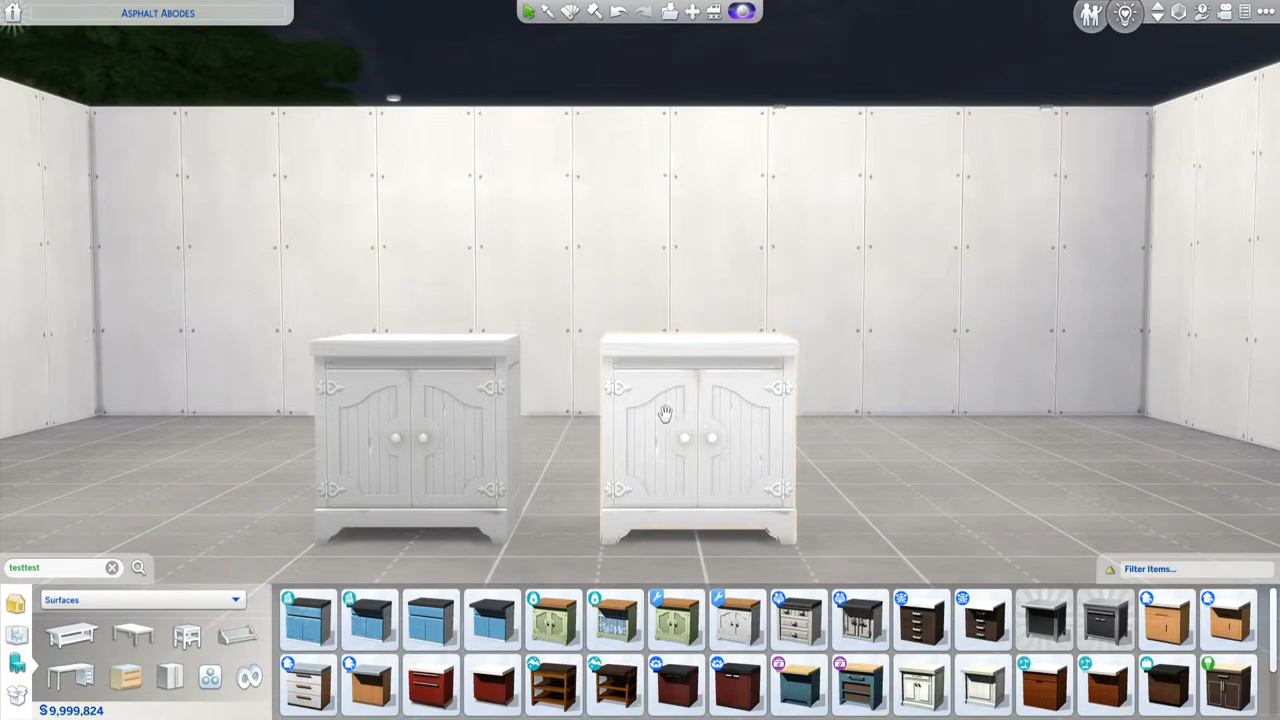 ASPHALT ABODES
testtest
Filter Items...
Surfaces
§9,999,824